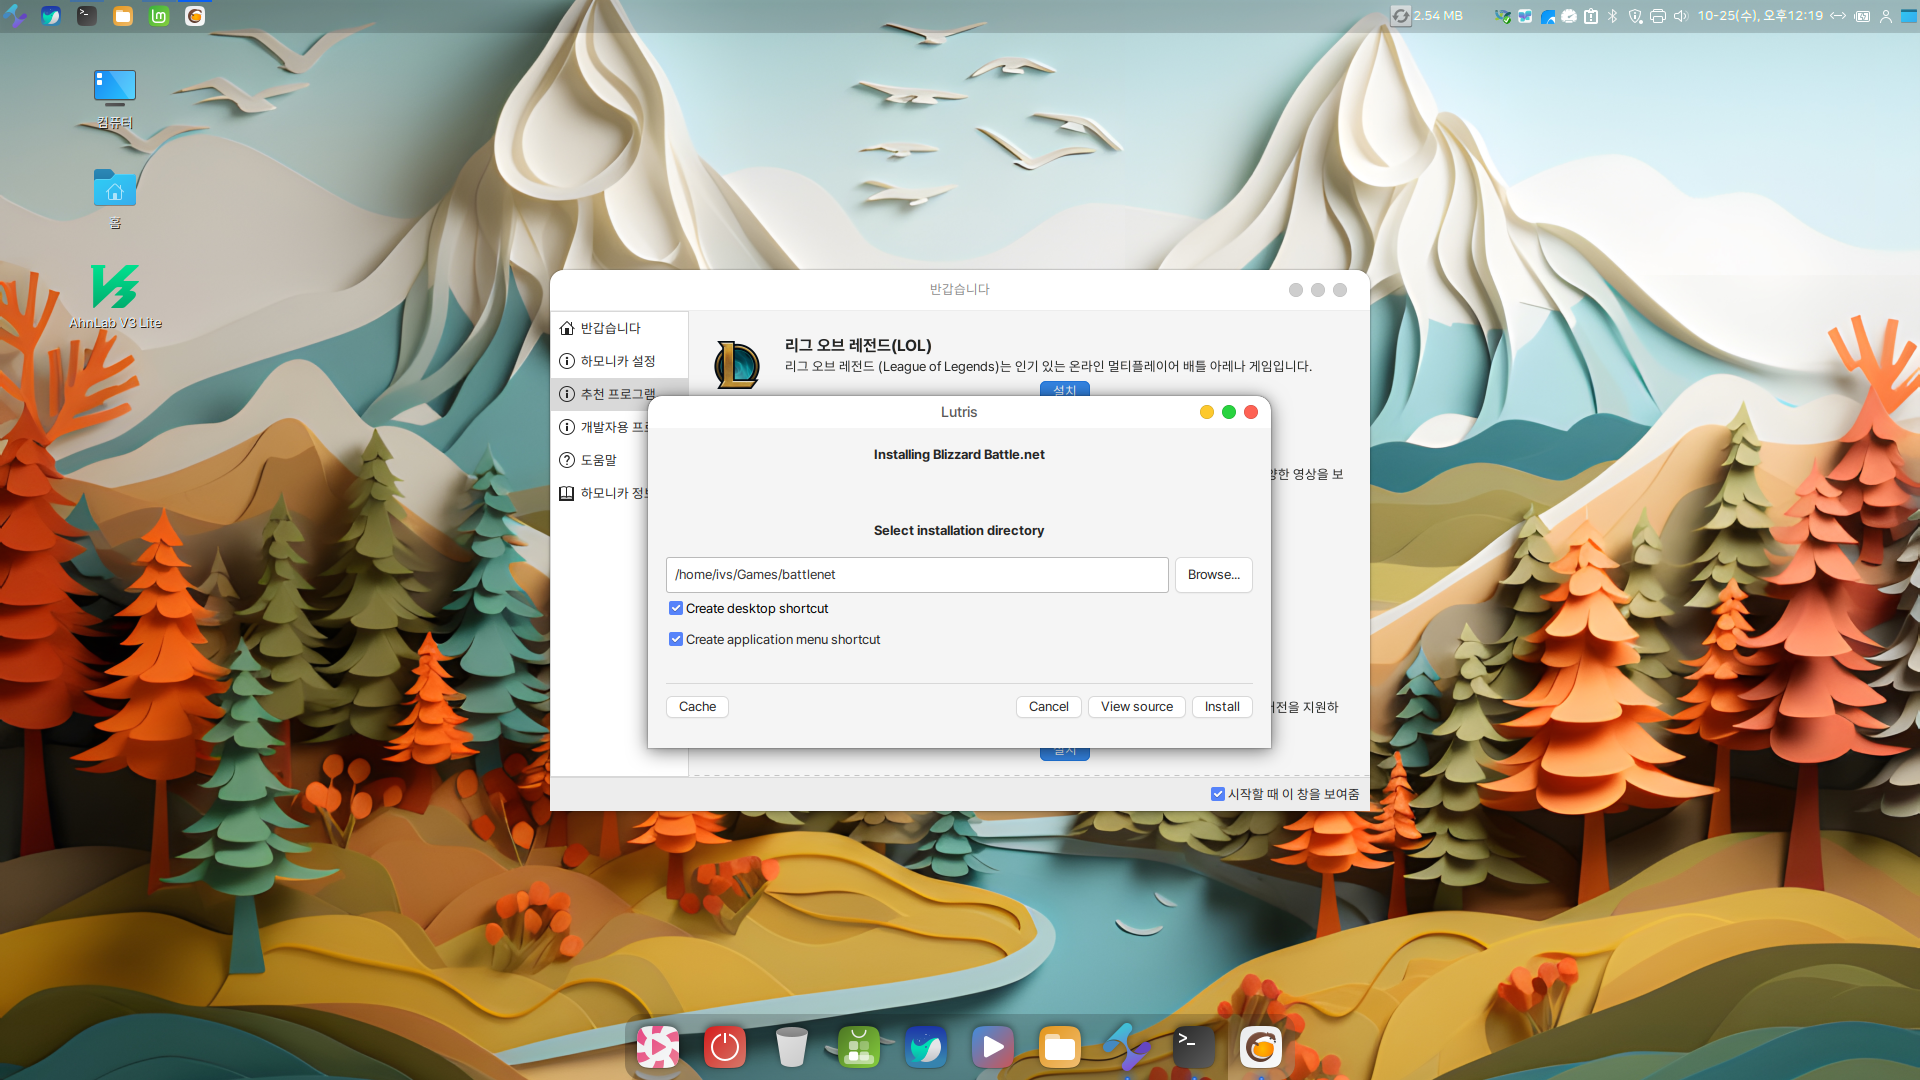 2.54 MB
10-25(수), 오후12:19
컴퓨터
홈
AhnLab V3 Lite
반갑습니다
반갑습니다
하모니카 설정
추천 프로그램
개발자용 프로
도움말
하모니카 정보
리그 오브 레전드(LOL)
리그 오브 레전드 (League of Legends)는 인기 있는 온라인 멀티플레이어 배틀 아레나 게임입니다.
설치
양한 영상을 보
버전을 지원하
설치
시작할 때 이 창을 보여줌
Lutris
Installing Blizzard Battle.net
Select installation directory
/home/ivs/Games/battlenet
Browse...
Create desktop shortcut
Create application menu shortcut
Cache
Cancel
View source
Install